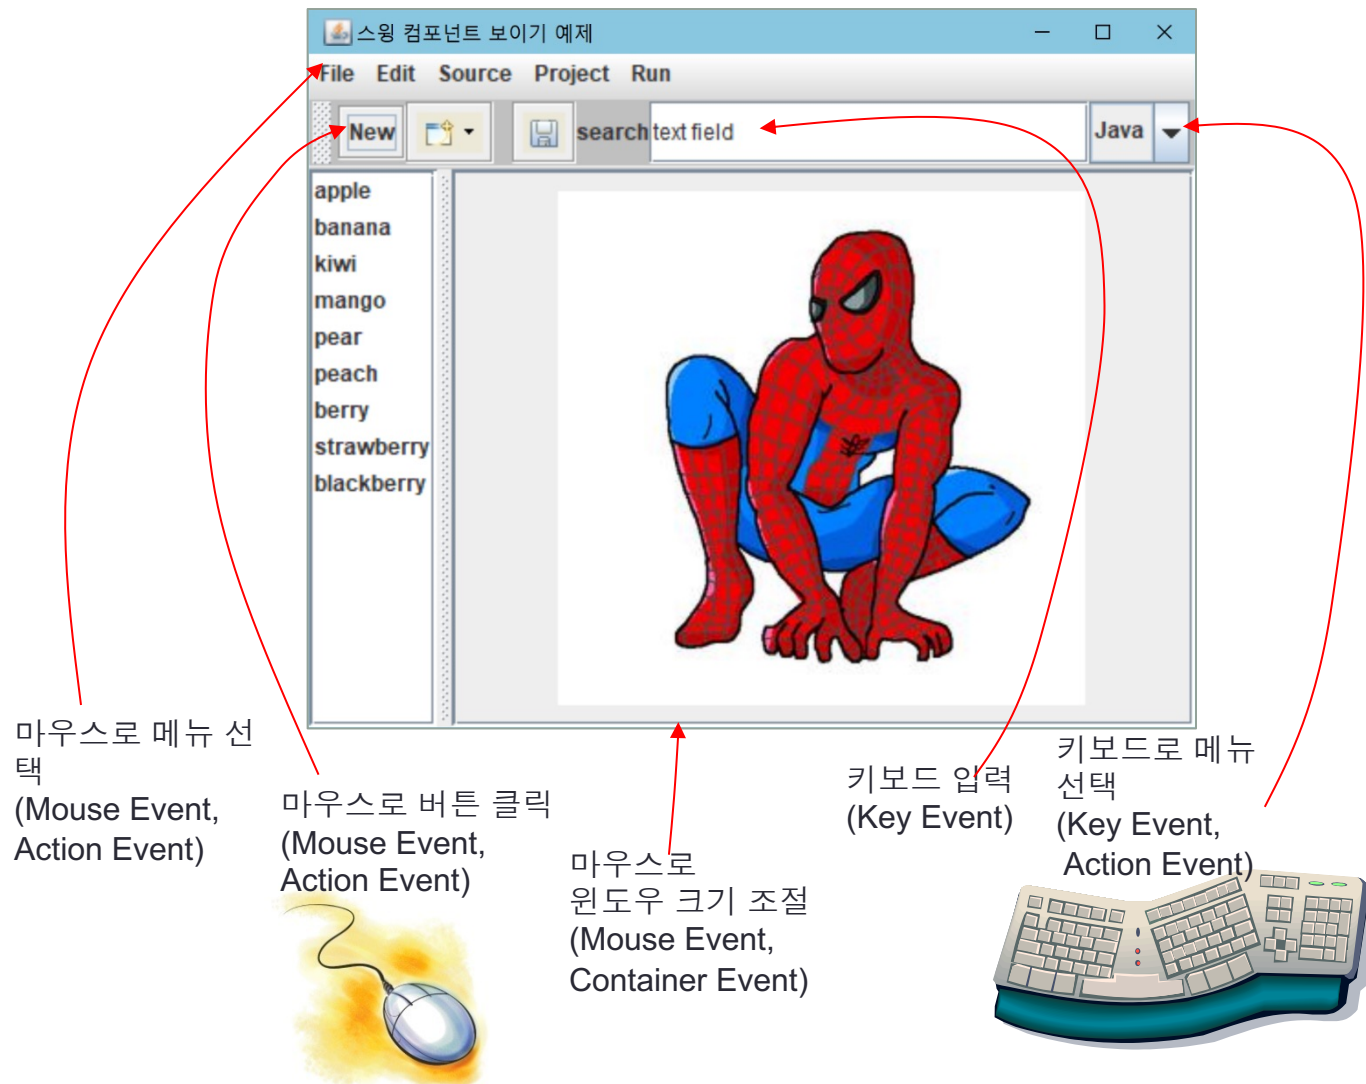 스윙 컴포넌트 보이기 예제
File Edit Source Project Run
New search text field Java
apple
banana
kiwi
mango
pear
peach
berry
strawberry
blackberry
마우스로 메뉴 선
택
(Mouse Event,
Action Event)
마우스로 버튼 클릭
(Mouse Event,
Action Event)
마우스로
윈도우 크기 조절
(Mouse Event,
Container Event)
키보드 입력
(Key Event)
키보드로 메뉴
선택
(Key Event,
Action Event)